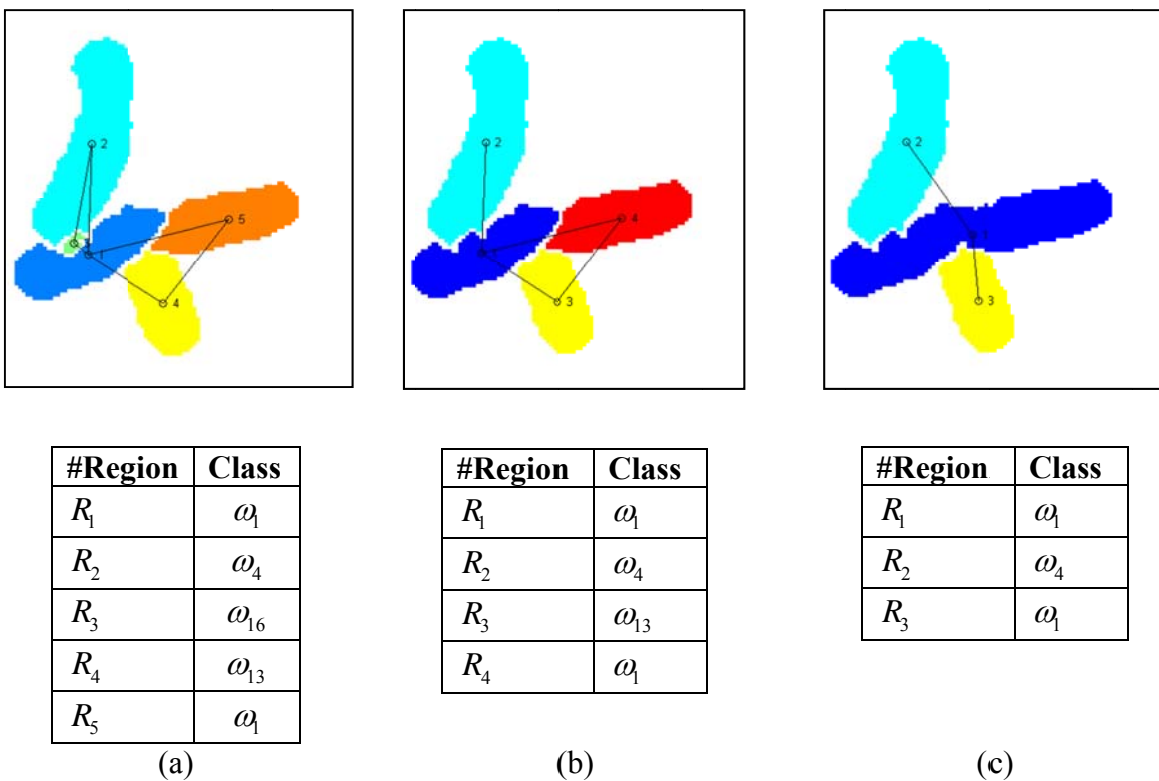 2
3
1
5
4
2
4
1
3
2
1
3
#Region Class
R₁ ω₁
R₂ ω₄
R₃ ω₁₆
R₄ ω₁₃
R₅ ω₁
(a)
#Region Class
R₁ ω₁
R₂ ω₄
R₃ ω₁₃
R₄ ω₁
(b)
#Region Class
R₁ ω₁
R₂ ω₄
R₃ ω₁
(c)